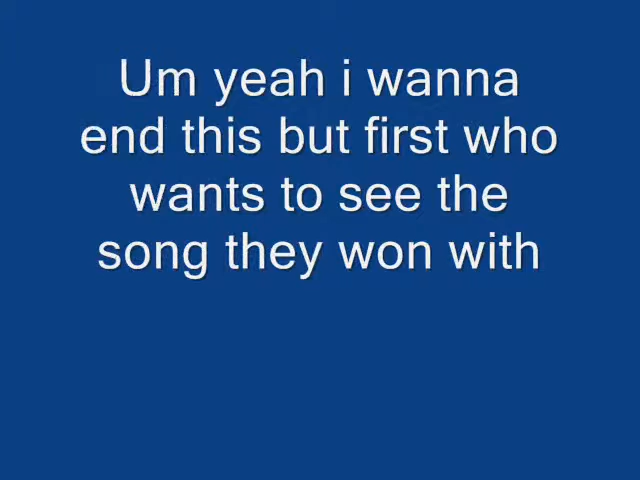 Um yeah i wanna
end this but first who
wants to see the
song they won with